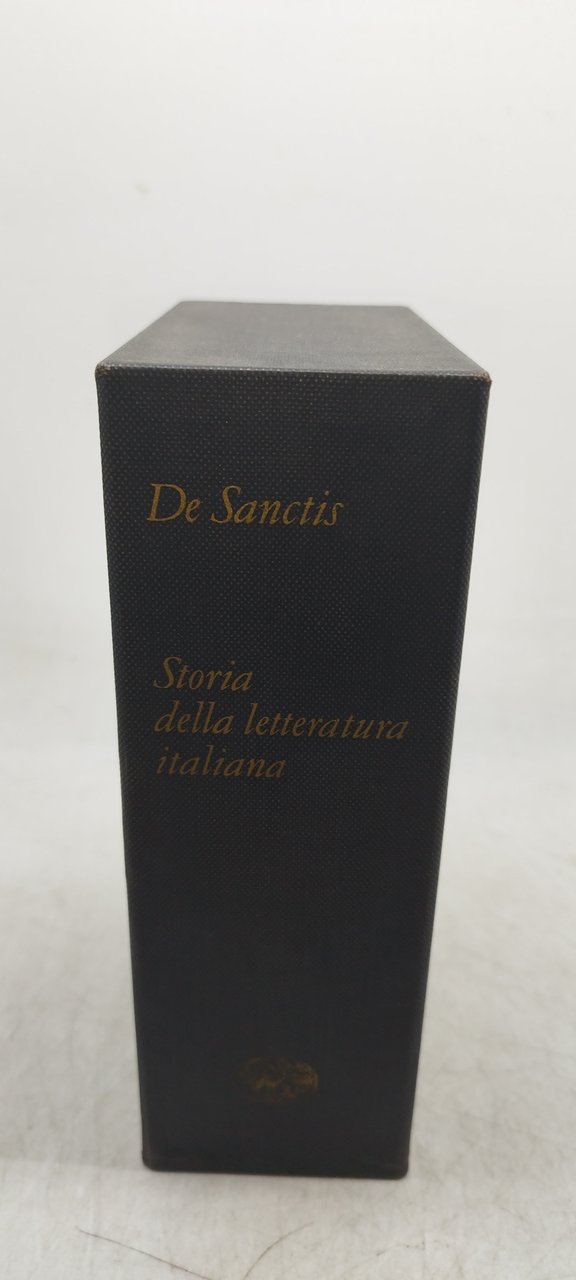 De Sanctis
Storia
della letteratura
italiana